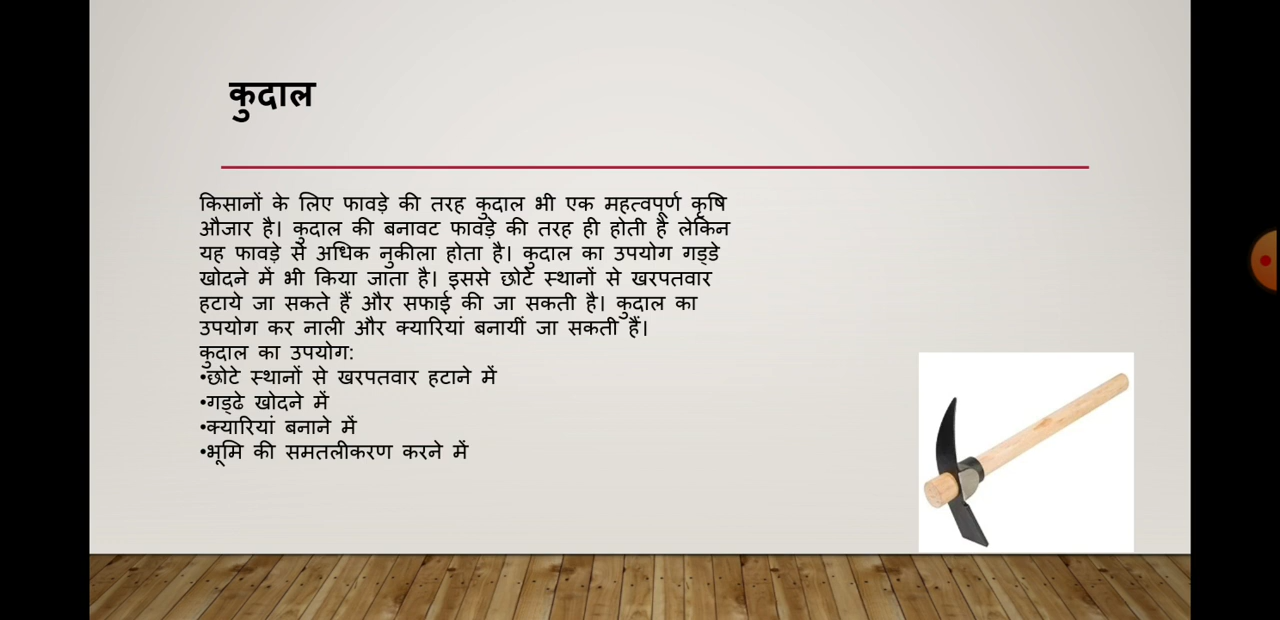 कुदाल
किसानों के लिए फावड़े की तरह कुदाल भी एक महत्वपूर्ण कृषि
औजार है। कुदाल की बनावट फावड़े की तरह ही होती है लेकिन
यह फावड़े से अधिक नुकीला होता है। कुदाल का उपयोग गड्डे
खोदने में भी किया जाता है। इससे छोटे स्थानों से खरपतवार
हटाये जा सकते हैं और सफाई की जा सकती है। कुदाल का
उपयोग कर नाली और क्यारियां बनायीं जा सकती हैं।
कुदाल का उपयोग:
•छोटे स्थानों से खरपतवार हटाने में
•गड्ढे खोदने में
•क्यारियां बनाने में
•भूमि की समतलीकरण करने में